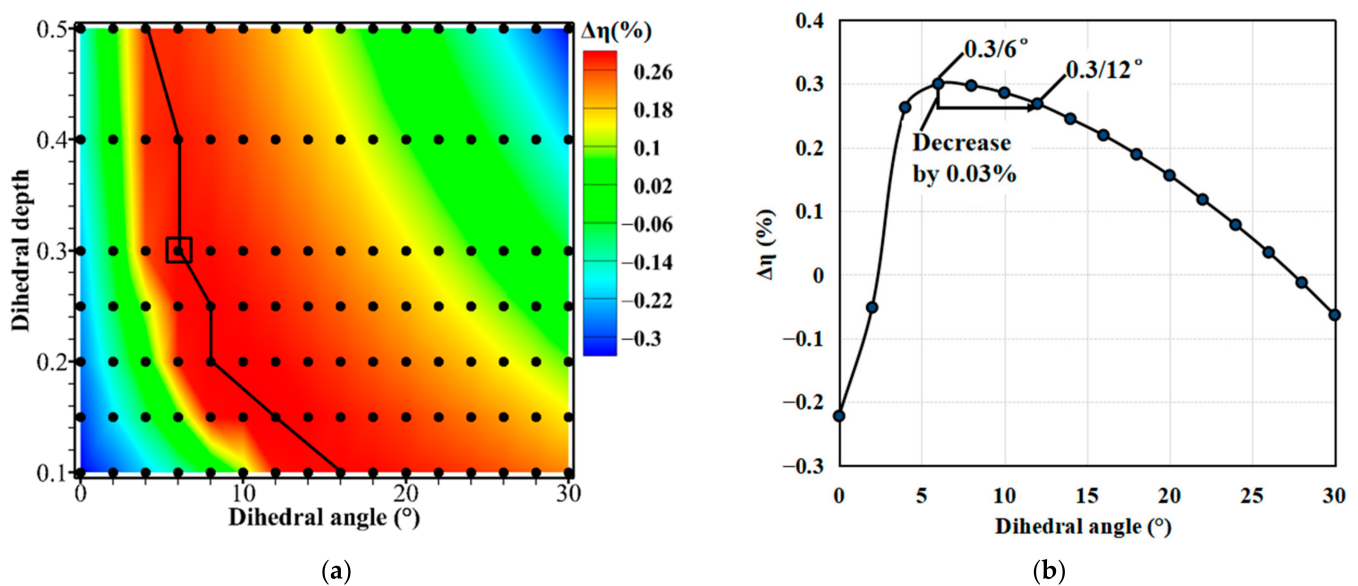 Δη(%)
0.26
0.18
0.1
0.02
−0.06
−0.14
−0.22
−0.3
0.5
0.4
0.3
0.2
0.1
Dihedral depth
0 10 20 30
Dihedral angle (°)
(a)
0.4
0.3
0.2
0.1
0
−0.1
−0.2
−0.3
Δη (%)
0.3/6°
0.3/12°
Decrease
by 0.03%
0 5 10 15 20 25 30
Dihedral angle (°)
(b)